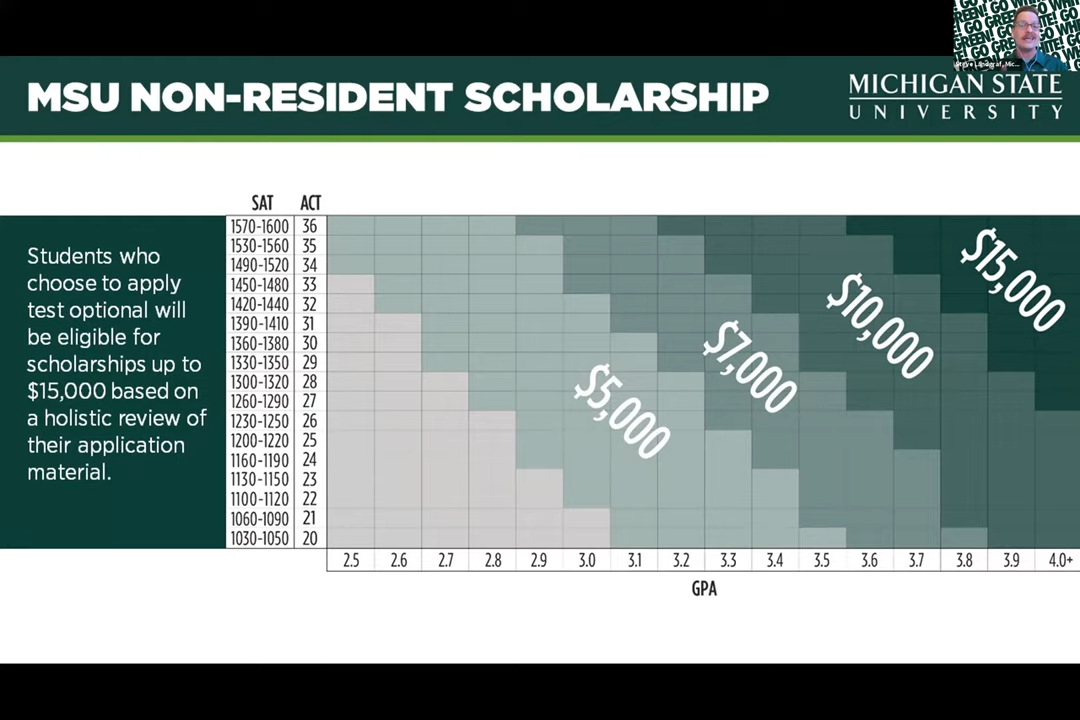 MSU NON-RESIDENT SCHOLARSHIP
MICHIGAN STATE
UNIVERSITY
Students who
choose to apply
test optional will
be eligible for
scholarships up to
$15,000 based on
a holistic review of
their application
material.
SAT ACT
1570-1600 36
1530-1560 35
1490-1520 34
1450-1480 33
1420-1440 32
1390-1410 31
1360-1380 30
1330-1350 29
1300-1320 28
1260-1290 27
1230-1250 26
1200-1220 25
1160-1190 24
1130-1150 23
1100-1120 22
1060-1090 21
1030-1050 20
$5,000
$7,000
$10,000
$15,000
2.5 2.6 2.7 2.8 2.9 3.0 3.1 3.2 3.3 3.4 3.5 3.6 3.7 3.8 3.9 4.0+
GPA